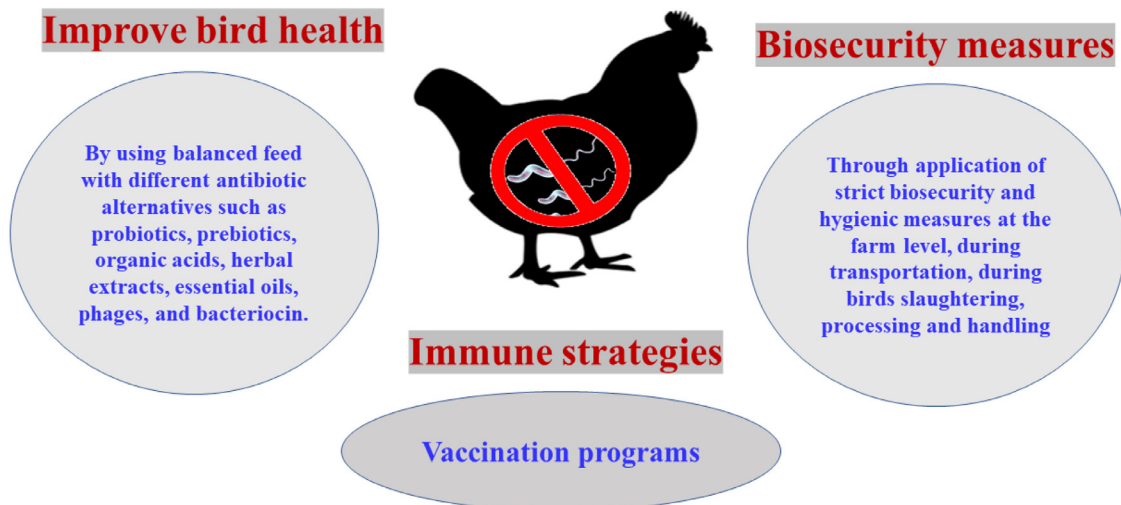 Improve bird health
By using balanced feed
with different antibiotic
alternatives such as
probiotics, prebiotics,
organic acids, herbal
extracts, essential oils,
phages, and bacteriocin.
Biosecurity measures
Through application of
strict biosecurity and
hygienic measures at the
farm level, during
transportation, during
birds slaughtering,
processing and handling
Immune strategies
Vaccination programs